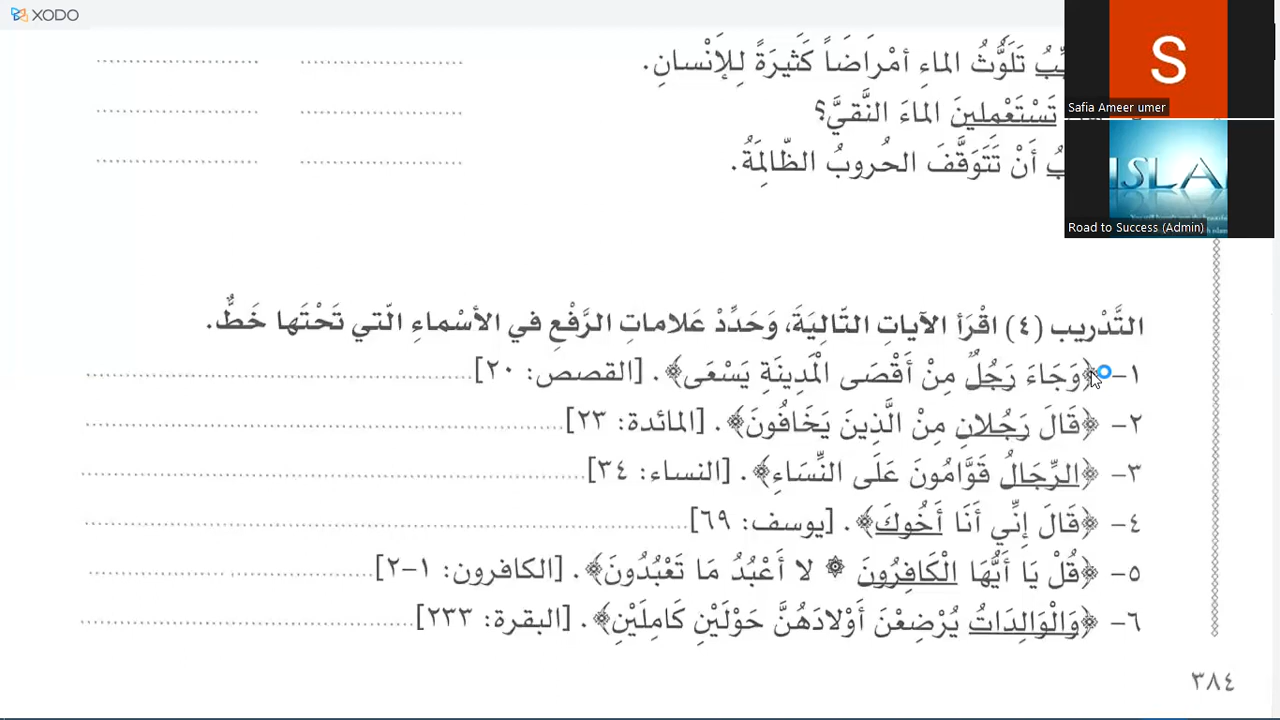 XODO
تَلَوُّثُ الماءِ أمْرَاضَاً كَثيرَةً لِلإَنْسانِ.
تَسْتَعْمِلينَ الماءَ النَّقيَّ؟
أَنْ تَتَوَقَّفَ الحُروبُ الظّالِمَةُ.
S
Safia Ameer umer
ISLA
Road to Success (Admin)
التَّدْريب (٤) اقْرَأ الآياتِ التّالِيَةَ، وَحَدِّدْ عَلاماتِ الرَّفْعِ في الأسْماءِ الّتي تَحْتَها خَطٌّ.
١- ﴿وَجَاءَ رَجُلٌ مِنْ أَقْصَى الْمَدِينَةِ يَسْعَى﴾. [القصص: ٢٠]
٢- ﴿قَالَ رَجُلانِ مِنْ الَّذِينَ يَخَافُونَ﴾. [المائدة: ٢٣]
٣- ﴿الرِّجَالُ قَوَّامُونَ عَلَى النِّسَاءِ﴾. [النساء: ٣٤]
٤- ﴿قَالَ إِنِّي أَنَا أَخُوكَ﴾. [يوسف: ٦٩]
٥- ﴿قُلْ يَا أَيُّهَا الْكَافِرُونَ * لا أَعْبُدُ مَا تَعْبُدُونَ﴾. [الكافرون: ١-٢]
٦- ﴿وَالْوَالِدَاتُ يُرْضِعْنَ أَوْلادَهُنَّ حَوْلَيْنِ كَامِلَيْنِ﴾. [البقرة: ٢٣٣]
٣٨٤